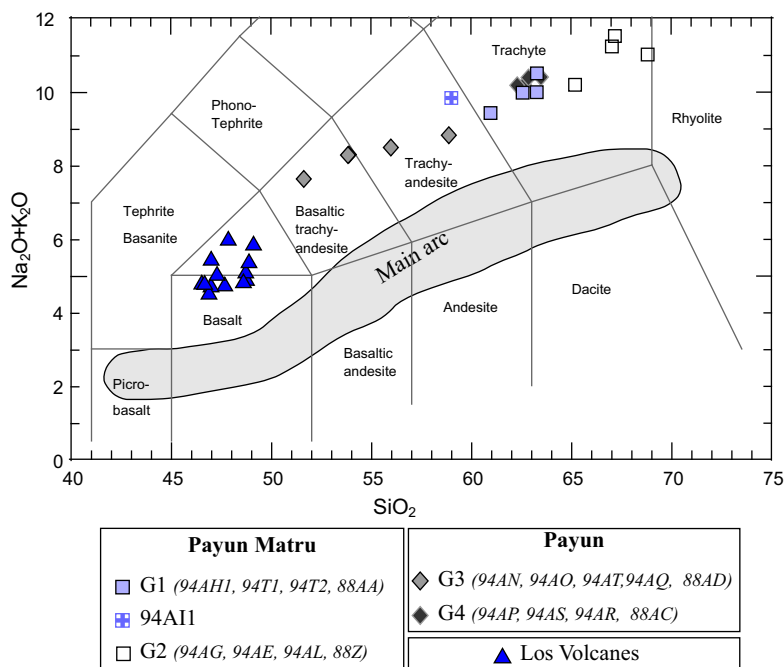 12
10
8
6
4
2
0
Na₂O+K₂O
40
45
50
55
60
65
70
75
SiO₂
Trachyte
Phono-
Tephrite
Rhyolite
Trachy-
andesite
Tephrite
Basanite
Basaltic
trachy-
andesite
Main arc
Basalt
Andesite
Dacite
Basaltic
andesite
Picro-
basalt
Payun Matru
G1 (94AH1, 94T1, 94T2, 88AA)
94AI1
G2 (94AG, 94AE, 94AL, 88Z)
Payun
G3 (94AN, 94AO, 94AT,94AQ, 88AD)
G4 (94AP, 94AS, 94AR, 88AC)
Los Volcanes